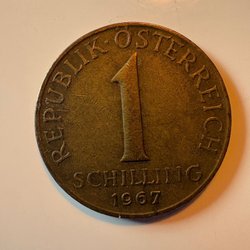 REPUBLIK · ÖSTERREICH
1
SCHILLING
1967